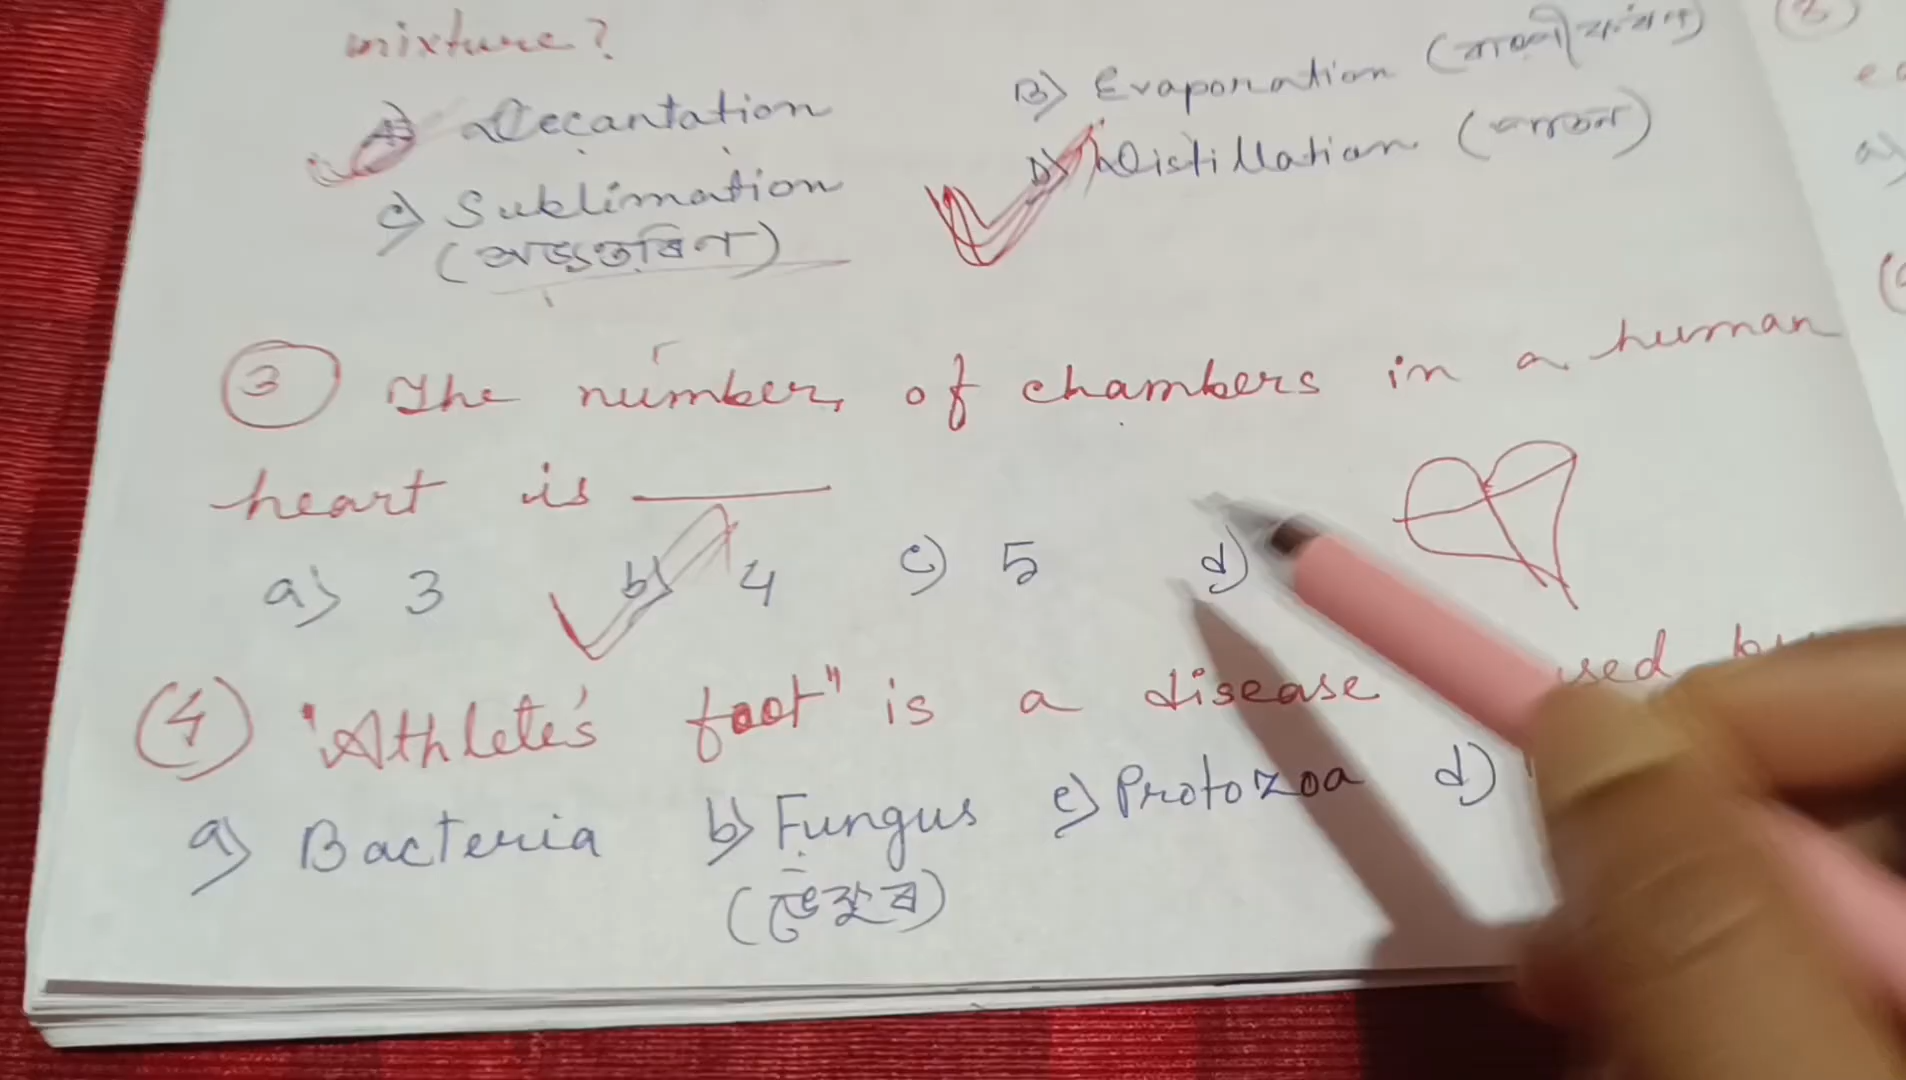 mixture?
A) Decantation
B) Evaporation
C) Sublimation
D) Distillation (পাতন)
3 The number of chambers in a human
heart is
a) 3 b) 4 c) 5 d)
(4) "Athlete's foot" is a disease
a) Bacteria b) Fungus c) Protozoa d)